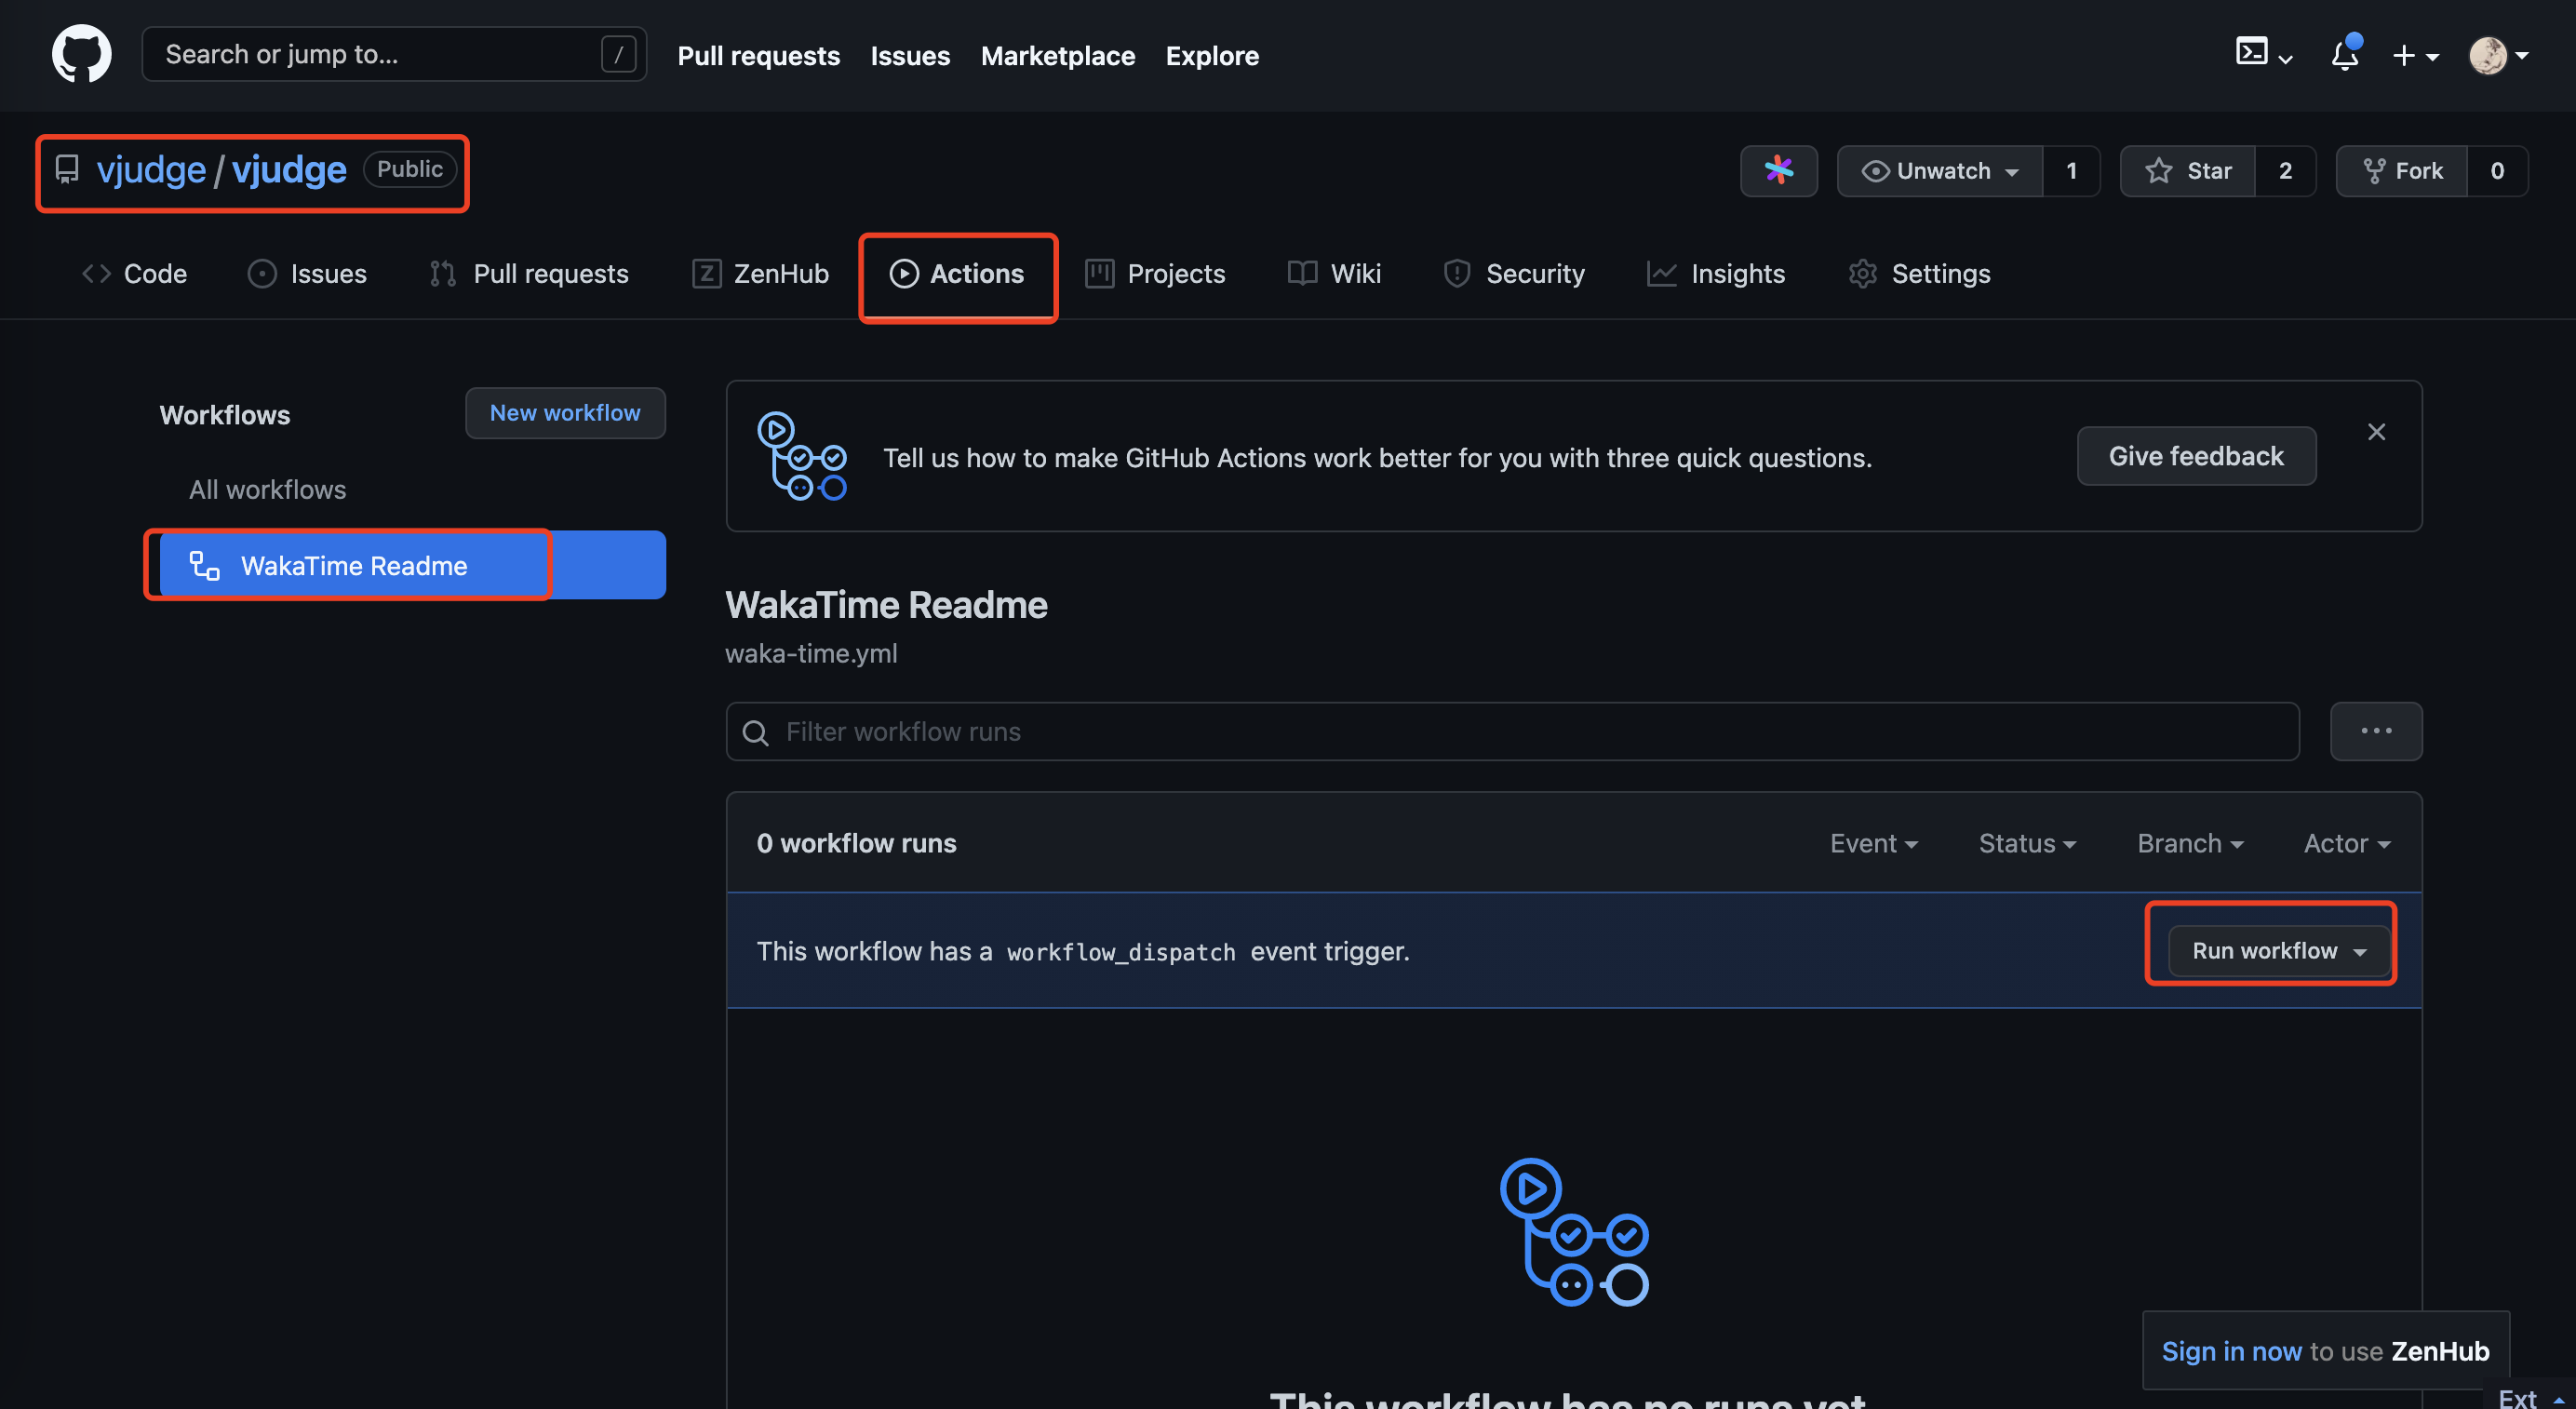 Search or jump to... /
Pull requests Issues Marketplace Explore
vjudge / vjudge Public
Unwatch 1 Star 2 Fork 0
Code Issues Pull requests ZenHub Actions Projects Wiki Security Insights Settings
Workflows New workflow
All workflows
WakaTime Readme
Tell us how to make GitHub Actions work better for you with three quick questions. Give feedback
WakaTime Readme
waka-time.yml
Filter workflow runs
0 workflow runs Event Status Branch Actor
This workflow has a workflow_dispatch event trigger. Run workflow
Sign in now to use ZenHub
This workflow has no runs yet
Ext